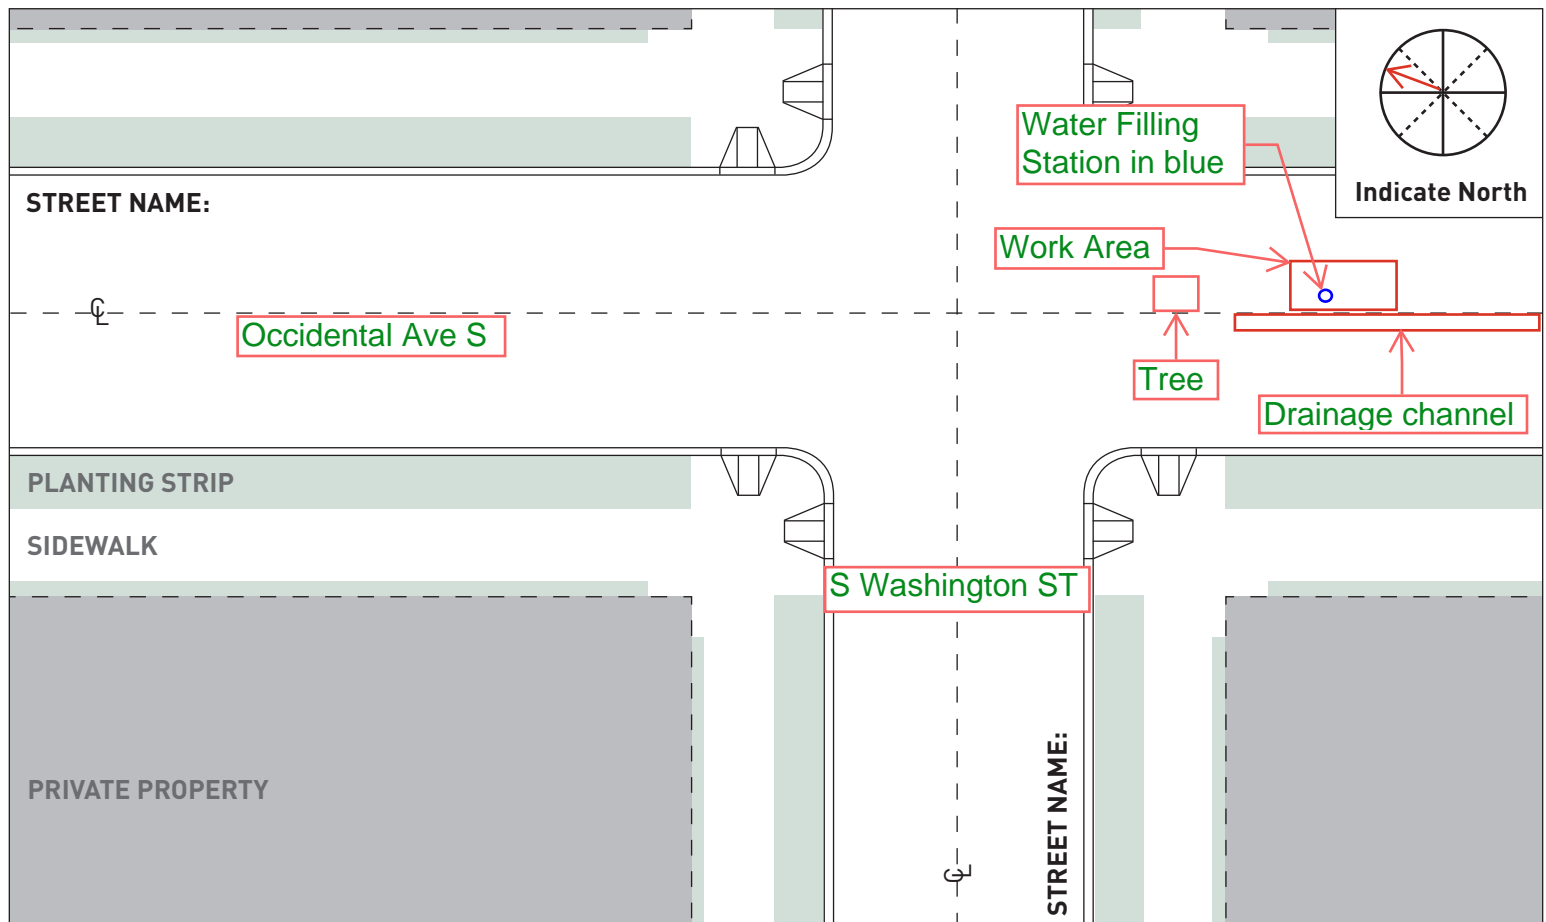 Water Filling
Station in blue
Indicate North
STREET NAME:
Work Area
Occidental Ave S
Tree
Drainage channel
PLANTING STRIP
SIDEWALK
S Washington ST
PRIVATE PROPERTY
STREET NAME: